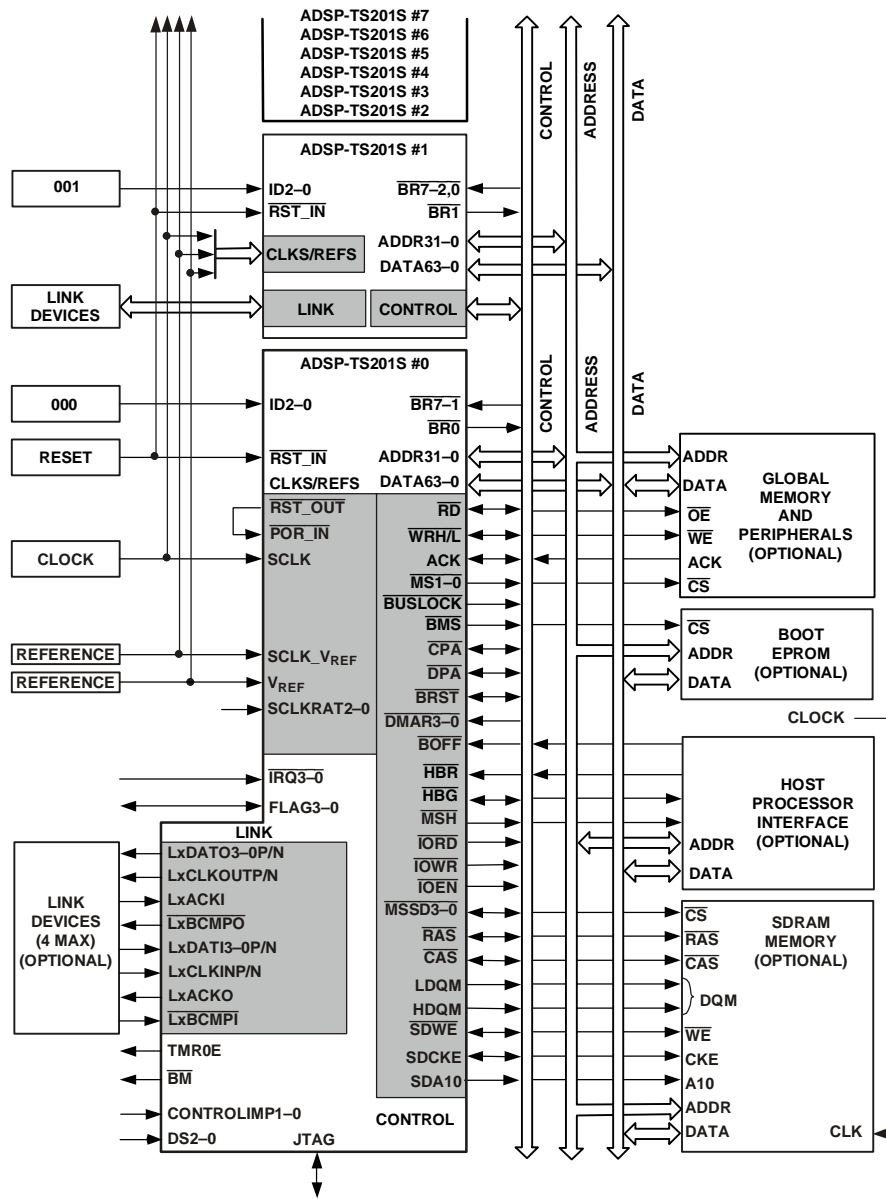 ADSP-TS201S #7
ADSP-TS201S #6
ADSP-TS201S #5
ADSP-TS201S #4
ADSP-TS201S #3
ADSP-TS201S #2
CONTROL
ADDRESS
DATA
ADSP-TS201S #1
001
ID2–0
BR7–2,0
RST_IN
BR1
ADDR31–0
CLKS/REFS
DATA63–0
LINK DEVICES
LINK
CONTROL
ADSP-TS201S #0
CONTROL
ADDRESS
DATA
000
ID2–0
BR7–1
BR0
RESET
RST_IN
ADDR31–0
CLKS/REFS
DATA63–0
RST_OUT
RD
POR_IN
WRH/L
CLOCK
SCLK
ACK
MS1–0
BUSLOCK
BMS
REFERENCE
SCLK_VREF
CPA
REFERENCE
VREF
DPA
BRST
SCLKRAT2–0
DMAR3–0
BOFF
IRQ3–0
HBR
FLAG3–0
HBG
MSH
LINK
IORD
LxDATO3–0P/N
IOWR
LxCLKOUTP/N
IOEN
LxACKI
MSSD3–0
LxBCMPO
RAS
LxDATI3–0P/N
CAS
LxCLKINP/N
LDQM
LxACKO
HDQM
LxBCMPI
SDWE
LINK
DEVICES
(4 MAX)
(OPTIONAL)
TMR0E
SDCKE
BM
SDA10
CONTROLIMP1–0
CONTROL
DS2–0
JTAG
ADDR
DATA
OE
WE
ACK
CS
GLOBAL
MEMORY
AND
PERIPHERALS
(OPTIONAL)
CS
ADDR
DATA
BOOT
EPROM
(OPTIONAL)
CLOCK
HOST
PROCESSOR
INTERFACE
(OPTIONAL)
ADDR
DATA
SDRAM
MEMORY
(OPTIONAL)
CS
RAS
CAS
DQM
WE
CKE
A10
ADDR
DATA
CLK